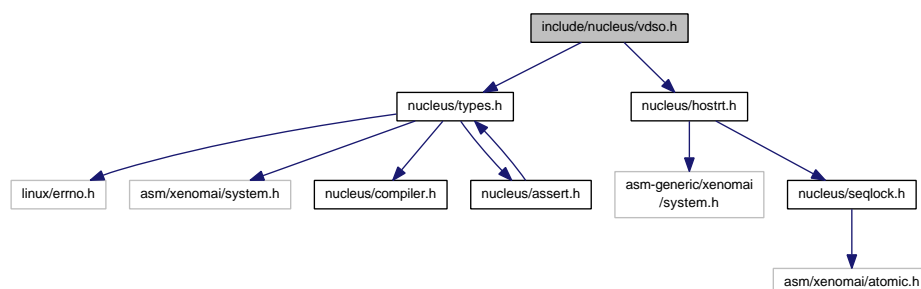 include/nucleus/vdso.h
nucleus/types.h
nucleus/hostrt.h
linux/errno.h
asm/xenomai/system.h
nucleus/compiler.h
nucleus/assert.h
asm-generic/xenomai
/system.h
nucleus/seqlock.h
asm/xenomai/atomic.h